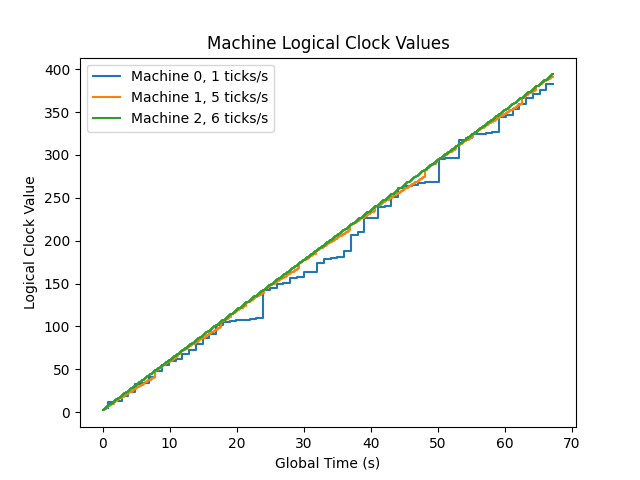 Machine Logical Clock Values
Machine 0, 1 ticks/s
Machine 1, 5 ticks/s
Machine 2, 6 ticks/s
400
350
300
250
200
150
100
50
0
Logical Clock Value
0 10 20 30 40 50 60 70
Global Time (s)